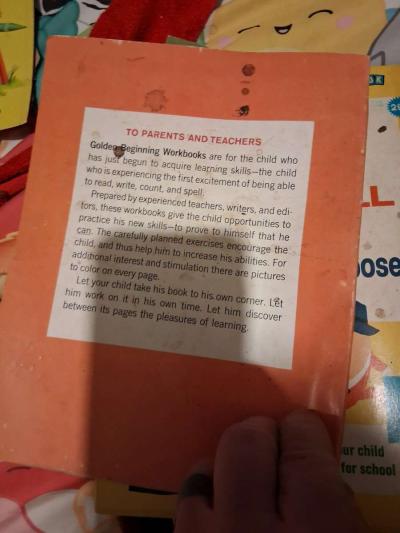 TO PARENTS AND TEACHERS
Golden Beginning Workbooks are for the child who
has just begun to acquire learning skills—the child
who is experiencing the first excitement of being able
to read, write, count, and spell.
Prepared by experienced teachers, writers, and edi-
tors, these workbooks give the child opportunities to
practice his new skills—to prove to himself that he
can. The carefully planned exercises encourage the
child, and thus help him to increase his abilities. For
additional interest and stimulation there are pictures
to color on every page.
Let your child take his book to his own corner. Let
him work on it in his own time. Let him discover
between its pages the pleasures of learning.
LL
ose
ur child
for school